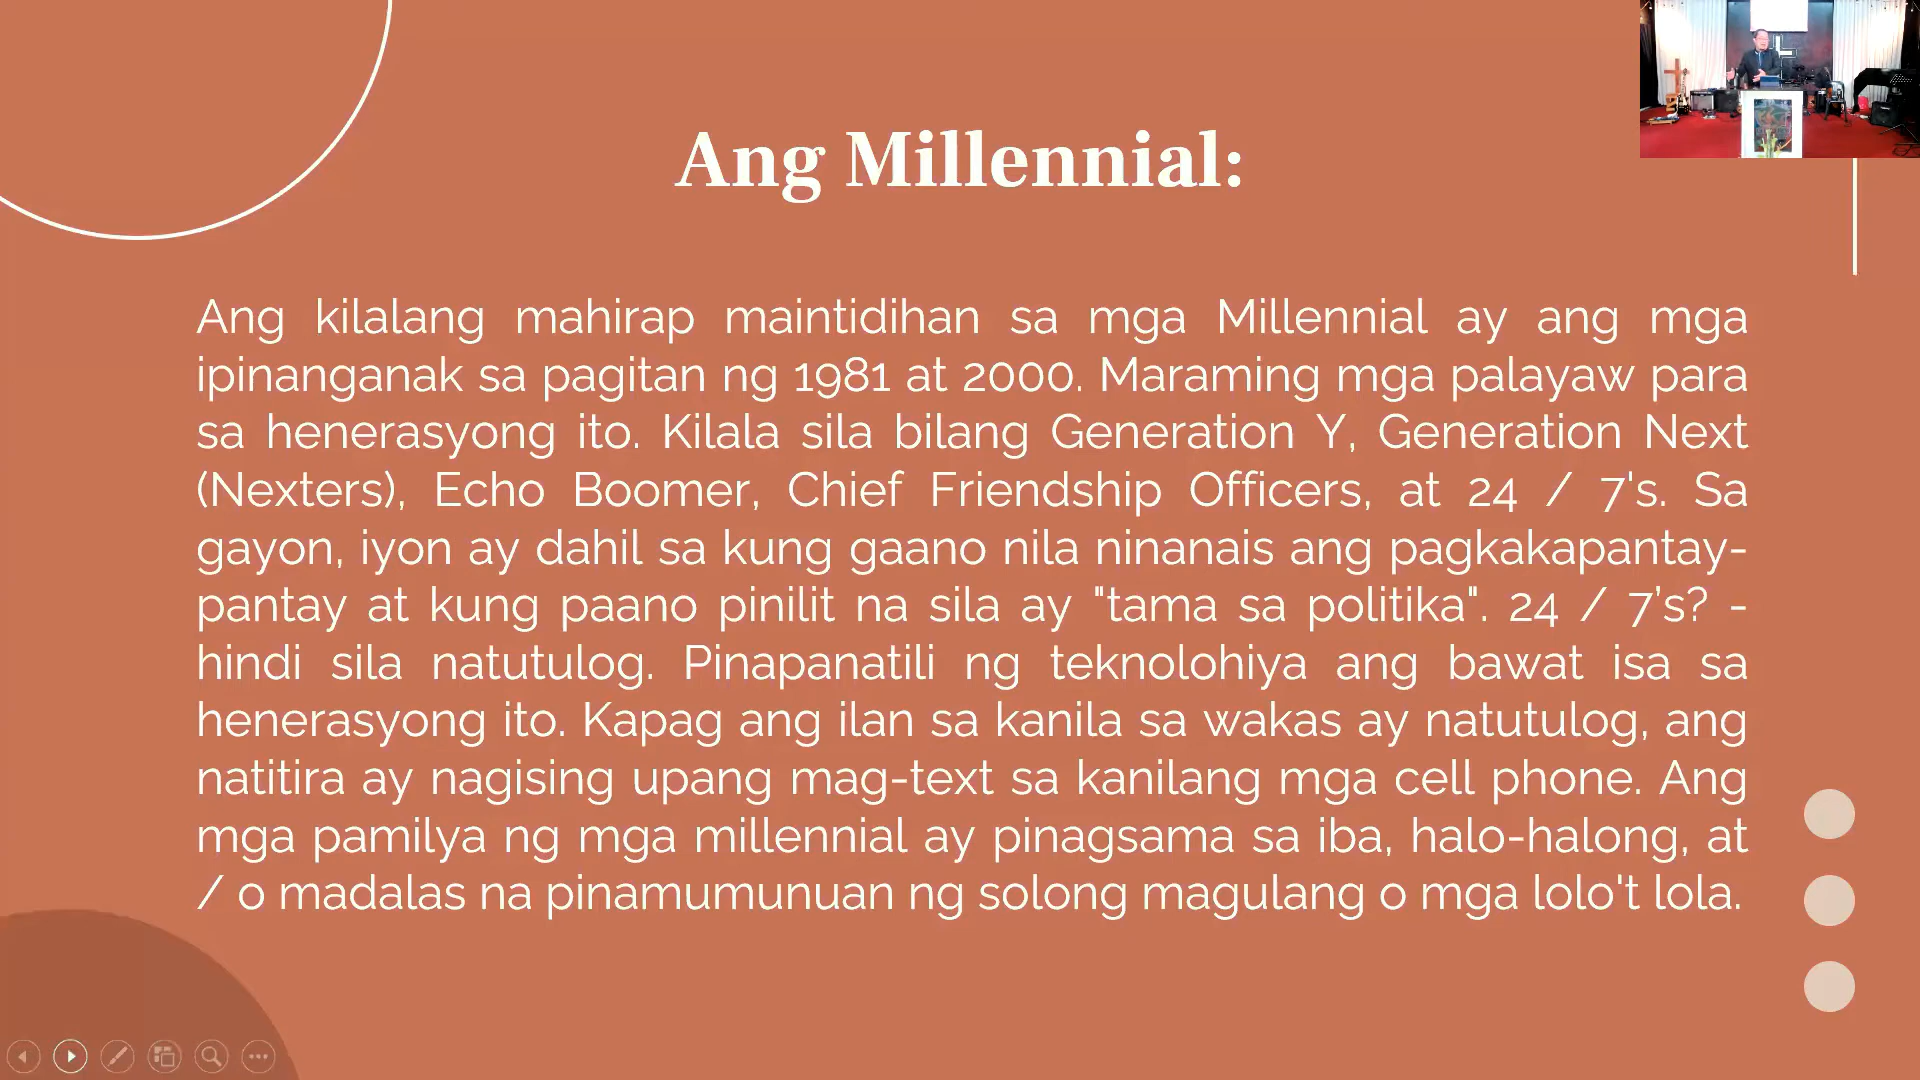 Ang Millennial:
Ang kilalang mahirap maintidihan sa mga Millennial ay ang mga
ipinanganak sa pagitan ng 1981 at 2000. Maraming mga palayaw para
sa henerasyong ito. Kilala sila bilang Generation Y, Generation Next
(Nexters), Echo Boomer, Chief Friendship Officers, at 24 / 7's. Sa
gayon, iyon ay dahil sa kung gaano nila ninanais ang pagkakapantay-
pantay at kung paano pinilit na sila ay "tama sa politika". 24 / 7’s? -
hindi sila natutulog. Pinapanatili ng teknolohiya ang bawat isa sa
henerasyong ito. Kapag ang ilan sa kanila sa wakas ay natutulog, ang
natitira ay nagising upang mag-text sa kanilang mga cell phone. Ang
mga pamilya ng mga millennial ay pinagsama sa iba, halo-halong, at
/ o madalas na pinamumunuan ng solong magulang o mga lolo't lola.